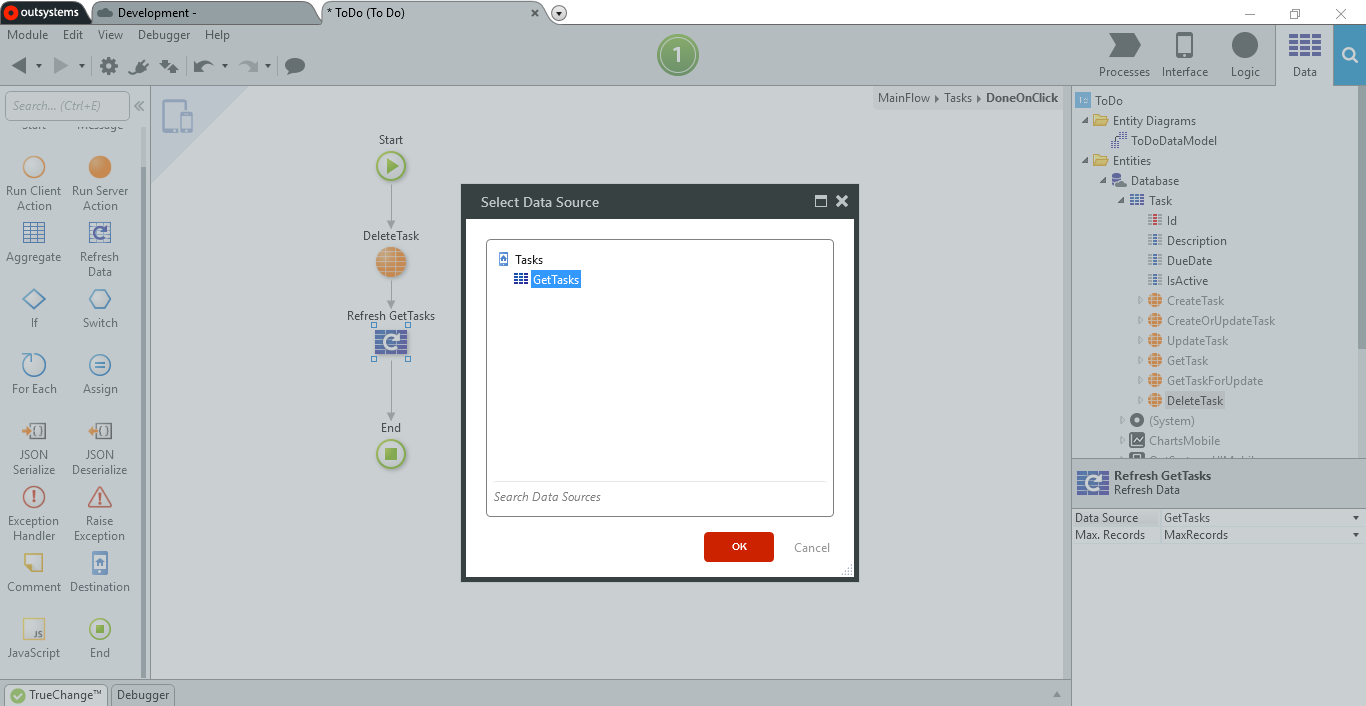 outsystems
Development -
* ToDo (To Do)
Module Edit View Debugger Help
1
Processes Interface Logic Data
Search... (Ctrl+E)
MainFlow Tasks DoneOnClick
Start Message
Run Client Action
Run Server Action
Aggregate
Refresh Data
If
Switch
For Each
Assign
JSON Serialize
JSON Deserialize
Exception Handler
Raise Exception
Comment
Destination
JS
JavaScript
End
Start
DeleteTask
Refresh GetTasks
End
Select Data Source
Tasks
GetTasks
Search Data Sources
OK
Cancel
ToDo
Entity Diagrams
ToDoDataModel
Entities
Database
Task
Id
Description
DueDate
IsActive
CreateTask
CreateOrUpdateTask
UpdateTask
GetTask
GetTaskForUpdate
DeleteTask
(System)
ChartsMobile
Refresh GetTasks
Refresh Data
Data Source GetTasks
Max. Records MaxRecords
TrueChange™
Debugger